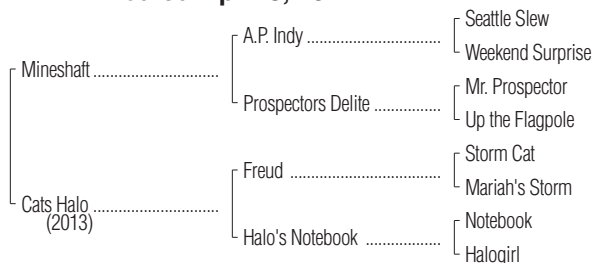 Seattle Slew
A.P. Indy ..........................
Weekend Surprise
Mineshaft ..............................
Mr. Prospector
Prospectors Delite ................
Up the Flagpole
Storm Cat
Freud ..............................
Mariah's Storm
Cats Halo ...........................
(2013)
Notebook
Halo's Notebook ..................
Halogirl